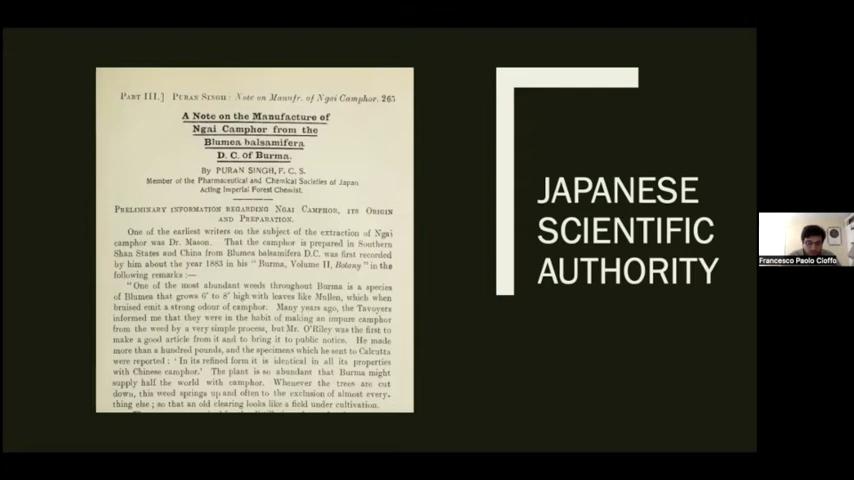 PART III.] PURAN SINGH: Note on Manufr. of Ngai Camphor. 265
A Note on the Manufacture of
Ngai Camphor from the
Blumea balsamifera
D. C. of Burma.
By PURAN SINGH, F. C. S.
Member of the Pharmaceutical and Chemical Societies of Japan
Acting Imperial Forest Chemist.
PRELIMINARY INFORMATION REGARDING NGAI CAMPHOR, ITS ORIGIN
AND PREPARATION.
One of the earliest writers on the subject of the extraction of Ngai
camphor was Dr. Mason. That the camphor is prepared in Southern
Shan States and China from Blumea balsamifera D.C. was first recorded
by him about the year 1883 in his "Burma, Volume II, Botany" in the
following remarks :—
"One of the most abundant weeds throughout Burma is a species
of Blumea that grows 6' to 8' high with leaves like Mullen, which when
bruised emit a strong odour of camphor. Many years ago, the Tavoyers
informed me that they were in the habit of making an impure camphor
from the weed by a very simple process, but Mr. O'Riley was the first to
make a good article from it and to bring it to public notice. He made
more than a hundred pounds, and the specimens which he sent to Calcutta
were reported : 'In its refined form it is identical in all its properties
with Chinese camphor.' The plant is so abundant that Burma might
supply half the world with camphor. Whenever the trees are cut
down, this weed springs up and often to the exclusion of almost every.
thing else ; so that an old clearing looks like a field under cultivation.
JAPANESE
SCIENTIFIC
AUTHORITY
Francesco Paolo Cioffo